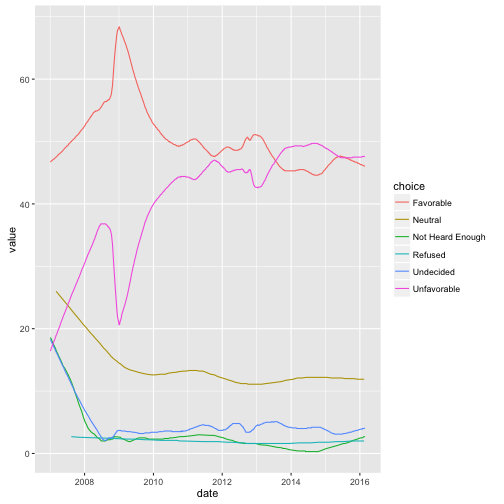 60
40
20
0
value
2008
2010
2012
2014
2016
date
choice
Favorable
Neutral
Not Heard Enough
Refused
Undecided
Unfavorable